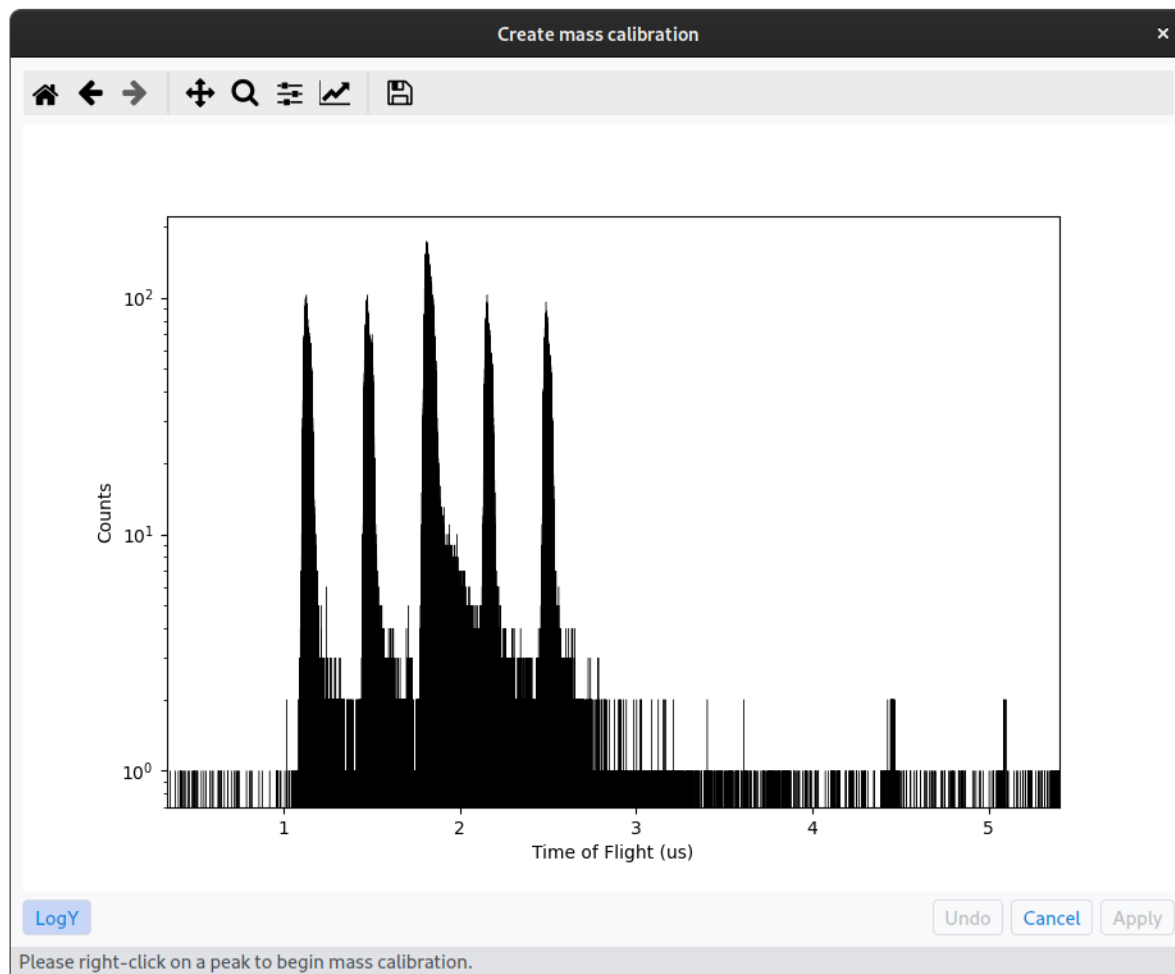 Create mass calibration
×
10²
10¹
10⁰
Counts
1 2 3 4 5
Time of Flight (us)
LogY Undo Cancel Apply
Please right-click on a peak to begin mass calibration.